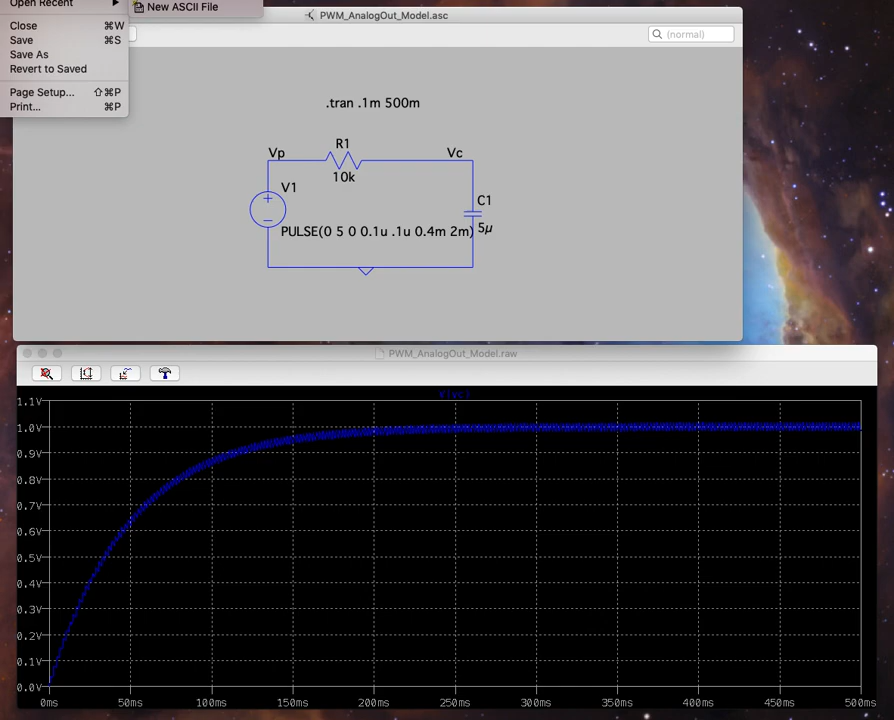 Open Recent ▶
New ASCII File
Close ⌘W
Save ⌘S
Save As
Revert to Saved
Page Setup... ⇧⌘P
Print... ⌘P
PWM_AnalogOut_Model.asc
(normal)
.tran .1m 500m
R1
Vp
Vc
10k
V1
C1
PULSE(0 5 0 0.1u .1u 0.4m 2m)
5µ
PWM_AnalogOut_Model.raw
V(vc)
1.1V
1.0V
0.9V
0.8V
0.7V
0.6V
0.5V
0.4V
0.3V
0.2V
0.1V
0.0V
0ms 50ms 100ms 150ms 200ms 250ms 300ms 350ms 400ms 450ms 500ms